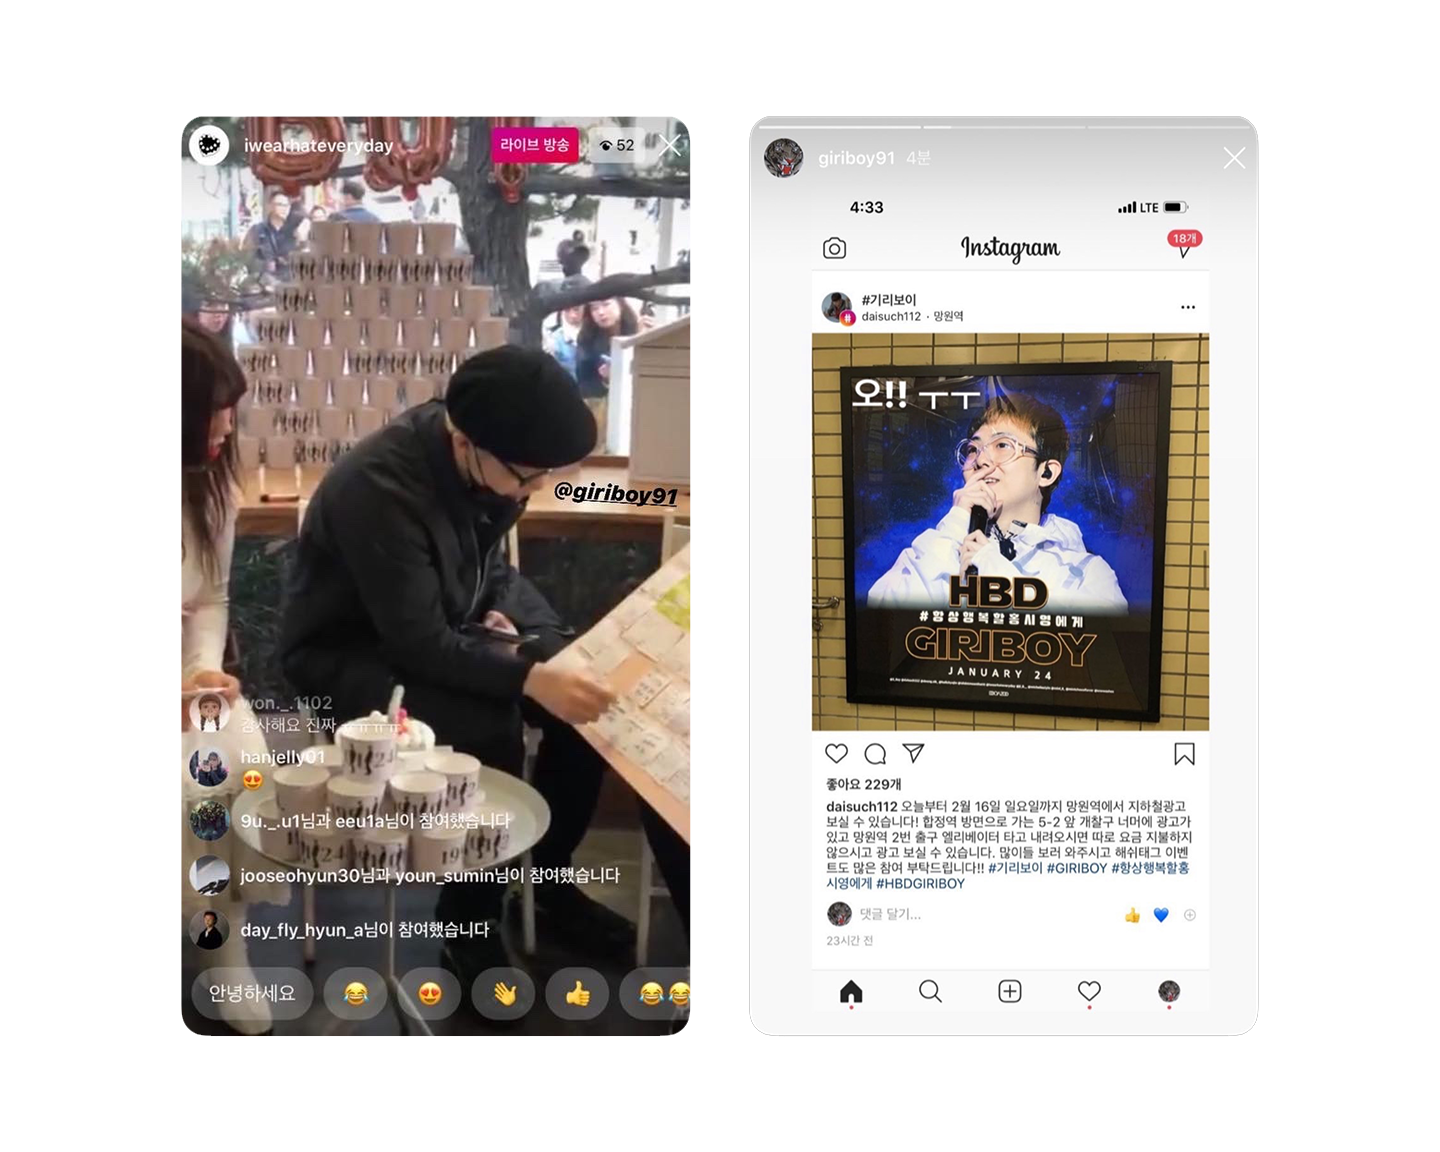 iwearhateveryday
라이브 방송
52
@giriboy91
won._.1102
감사해요 진짜 ㅠㅠㅠㅠ
hanjelly01
9u._.u1님과 eeu1a님이 참여했습니다
jooseohyun30님과 youn_sumin님이 참여했습니다
day_fly_hyun_a님이 참여했습니다
안녕하세요
giriboy91 4분
4:33
LTE
Instagram
18개
#기리보이
daisuch112 · 망원역
오!! ㅜㅜ
HBD
#항상행복할홍시영에게
GIRIBOY
JANUARY 24
좋아요 229개
daisuch112 오늘부터 2월 16일 일요일까지 망원역에서 지하철광고
보실 수 있습니다! 합정역 방면으로 가는 5-2 앞 개찰구 너머에 광고가
있고 망원역 2번 출구 엘리베이터 타고 내려오시면 따로 요금 지불하지
않으시고 광고 보실 수 있습니다. 많이들 보러 와주시고 해쉬태그 이벤
트도 많은 참여 부탁드립니다!! #기리보이 #GIRIBOY #항상행복할홍
시영에게 #HBDGIRIBOY
댓글 달기...
23시간 전